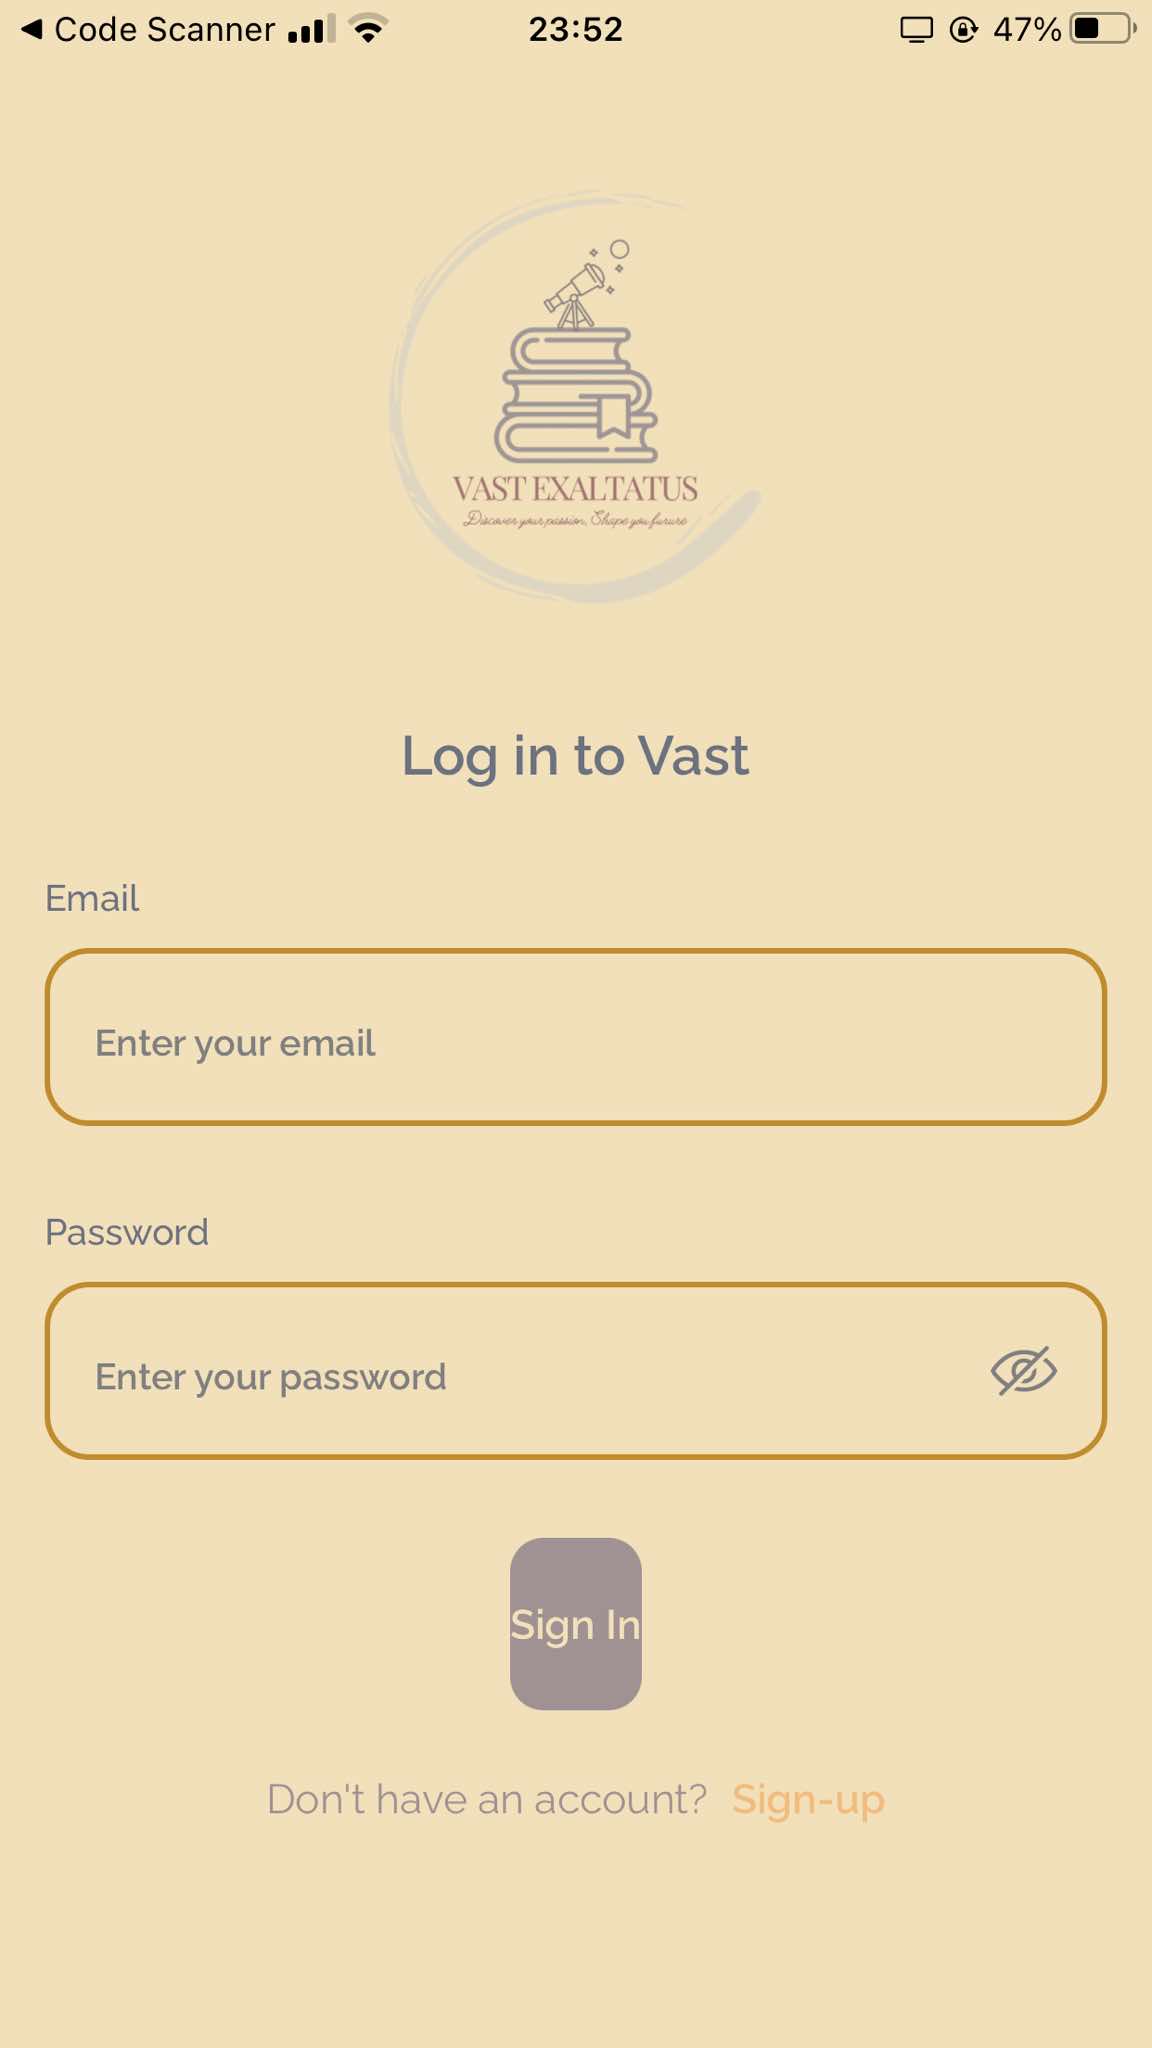 Code Scanner 23:52 47%
VAST EXALTATUS
Discover your passion, Shape you furure
Log in to Vast
Email
Enter your email
Password
Enter your password
Sign In
Don't have an account? Sign-up